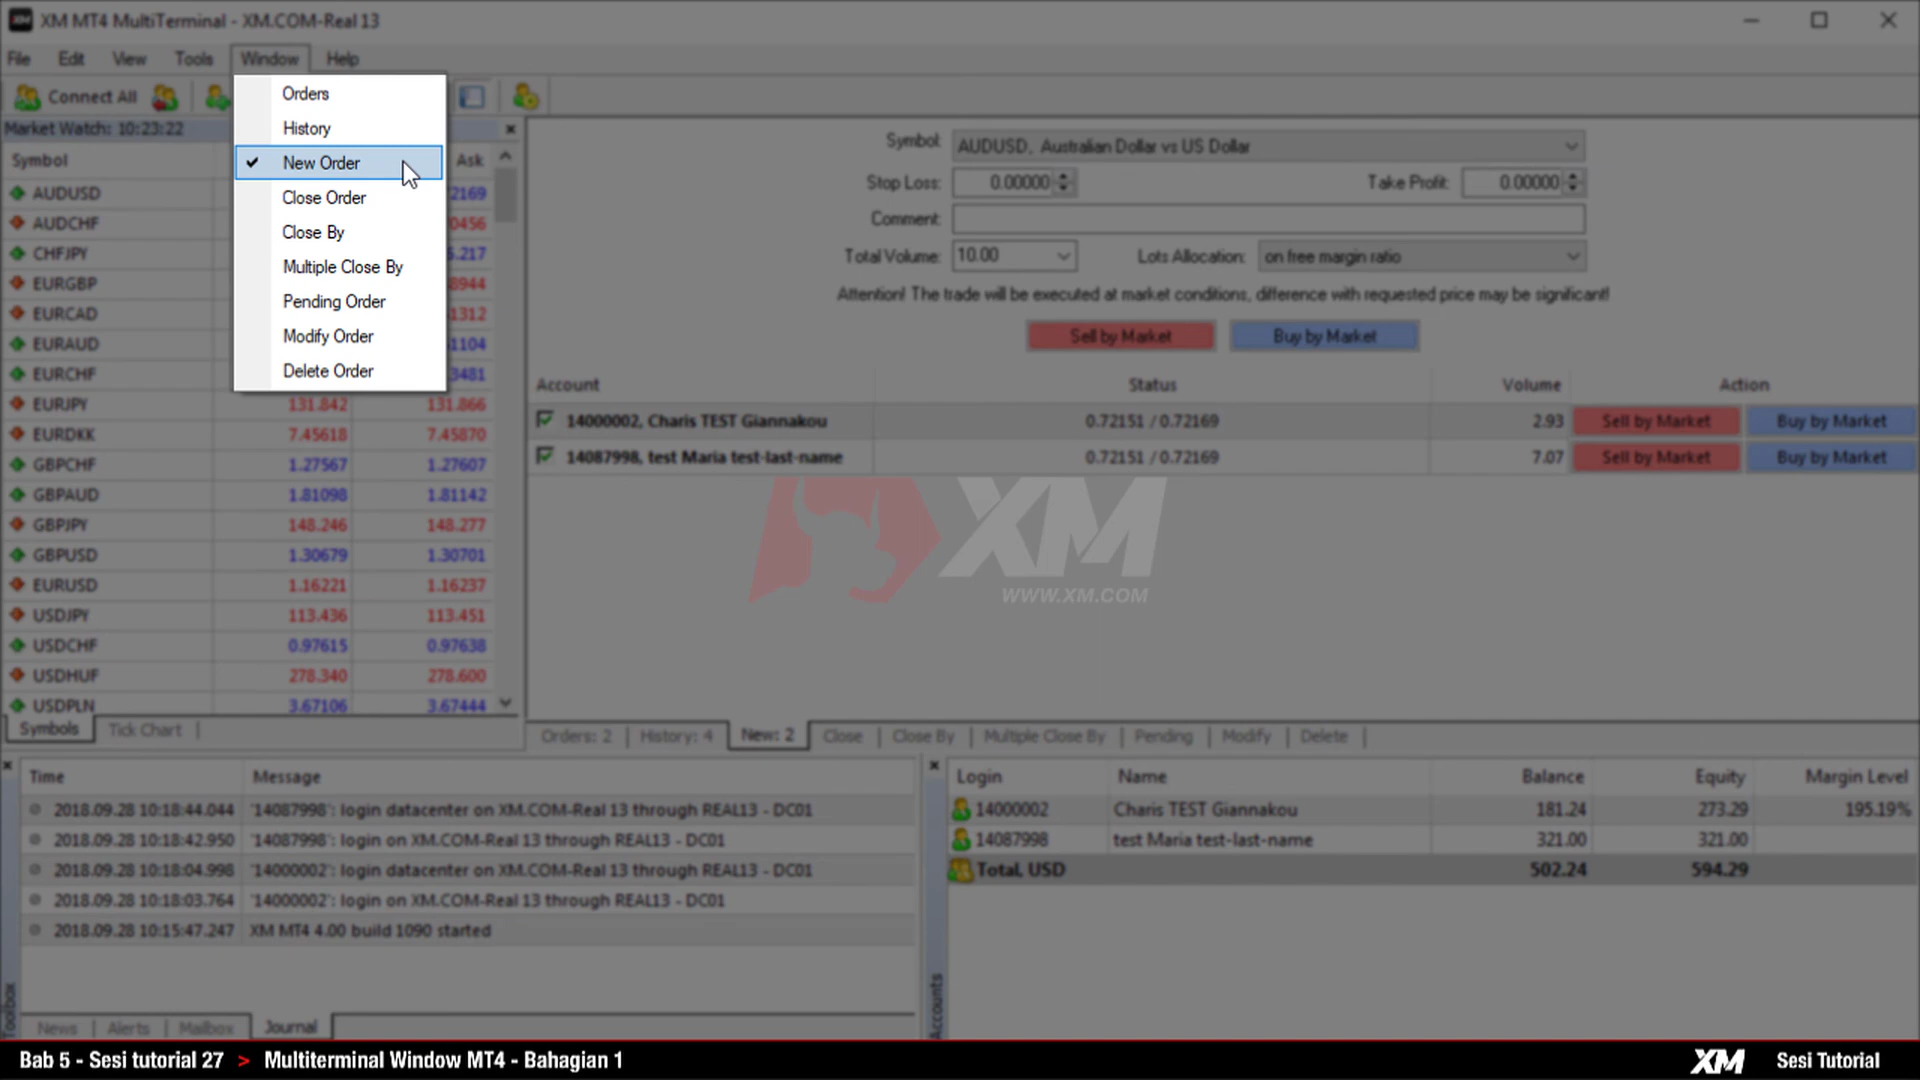 XM XM MT4 MultiTerminal - XM.COM-Real 13
File Edit View Tools Window Help
Connect All
Market Watch: 10:23:22
Symbol Ask
AUDUSD 2169
AUDCHF 0456
CHFJPY 5.217
EURGBP 8944
EURCAD 1312
EURAUD 1104
EURCHF 3481
EURJPY 131.842 131.866
EURDKK 7.45618 7.45870
GBPCHF 1.27567 1.27607
GBPAUD 1.81098 1.81142
GBPJPY 148.246 148.277
GBPUSD 1.30679 1.30701
EURUSD 1.16221 1.16237
USDJPY 113.436 113.451
USDCHF 0.97615 0.97638
USDHUF 278.340 278.600
USDPLN 3.67106 3.67444
Symbols Tick Chart
Orders
History
New Order
Close Order
Close By
Multiple Close By
Pending Order
Modify Order
Delete Order
Symbol: AUDUSD, Australian Dollar vs US Dollar
Stop Loss: 0.00000 Take Profit: 0.00000
Comment:
Total Volume: 10.00 Lots Allocation: on free margin ratio
Attention! The trade will be executed at market conditions, difference with requested price may be significant!
Sell by Market Buy by Market
Account Status Volume Action
14000002, Charis TEST Giannakou 0.72151 / 0.72169 2.93 Sell by Market Buy by Market
14087998, test Maria test-last-name 0.72151 / 0.72169 7.07 Sell by Market Buy by Market
XM
WWW.XM.COM
Orders: 2 History: 4 New: 2 Close Close By Multiple Close By Pending Modify Delete
Time Message
2018.09.28 10:18:44.044 '14087998': login datacenter on XM.COM-Real 13 through REAL13 - DC01
2018.09.28 10:18:42.950 '14087998': login on XM.COM-Real 13 through REAL13 - DC01
2018.09.28 10:18:04.998 '14000002': login datacenter on XM.COM-Real 13 through REAL13 - DC01
2018.09.28 10:18:03.764 '14000002': login on XM.COM-Real 13 through REAL13 - DC01
2018.09.28 10:15:47.247 XM MT4 4.00 build 1090 started
Toolbox
News Alerts Mailbox Journal
Login Name Balance Equity Margin Level
14000002 Charis TEST Giannakou 181.24 273.29 195.19%
14087998 test Maria test-last-name 321.00 321.00
Total, USD 502.24 594.29
Accounts
Bab 5 - Sesi tutorial 27 > Multiterminal Window MT4 - Bahagian 1
XM Sesi Tutorial